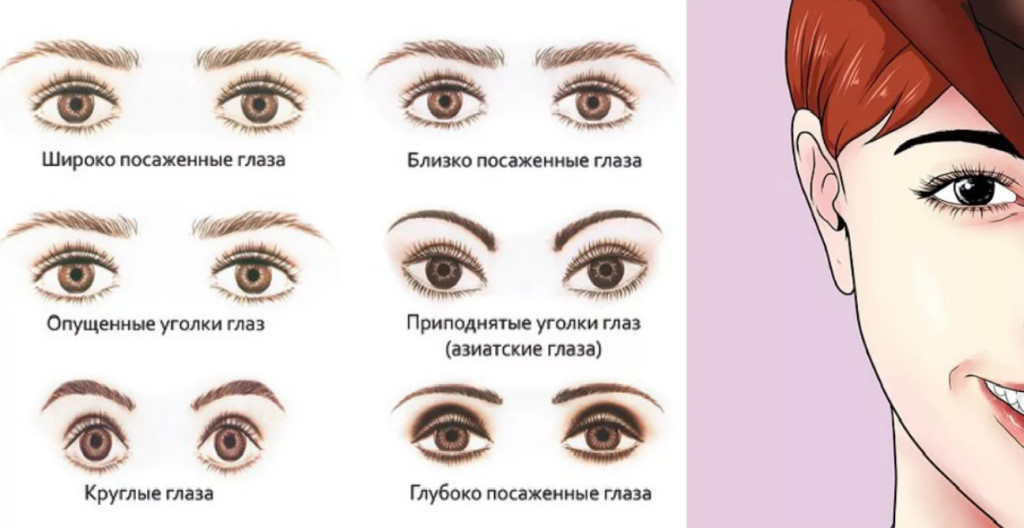 Широко посаженные глаза
Близко посаженные глаза
Опущенные уголки глаз
Приподнятые уголки глаз
(азиатские глаза)
Круглые глаза
Глубоко посаженные глаза